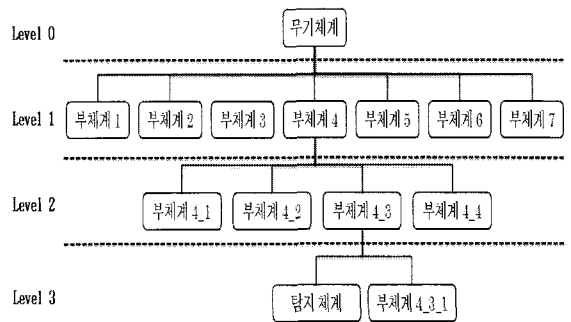 Level 0
무기체계
Level 1
부체계 1
부체계 2
부체계 3
부체계 4
부체계 5
부체계 6
부체계 7
Level 2
부체계 4_1
부체계 4_2
부체계 4_3
부체계 4_4
Level 3
탐지 체계
부체계 4_3_1